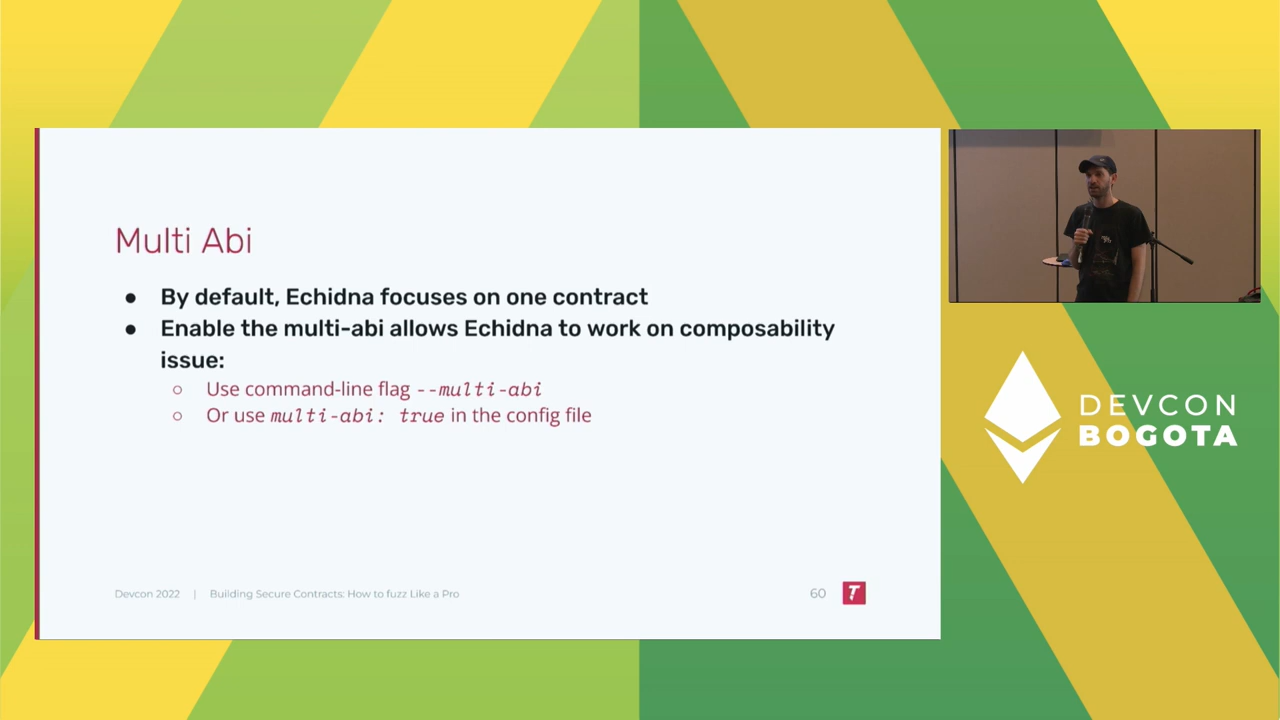 Multi Abi
● By default, Echidna focuses on one contract
● Enable the multi-abi allows Echidna to work on composability
issue:
○ Use command-line flag --multi-abi
○ Or use multi-abi: true in the config file
Devcon 2022 | Building Secure Contracts: How to fuzz Like a Pro
60
DEVCON
BOGOTA